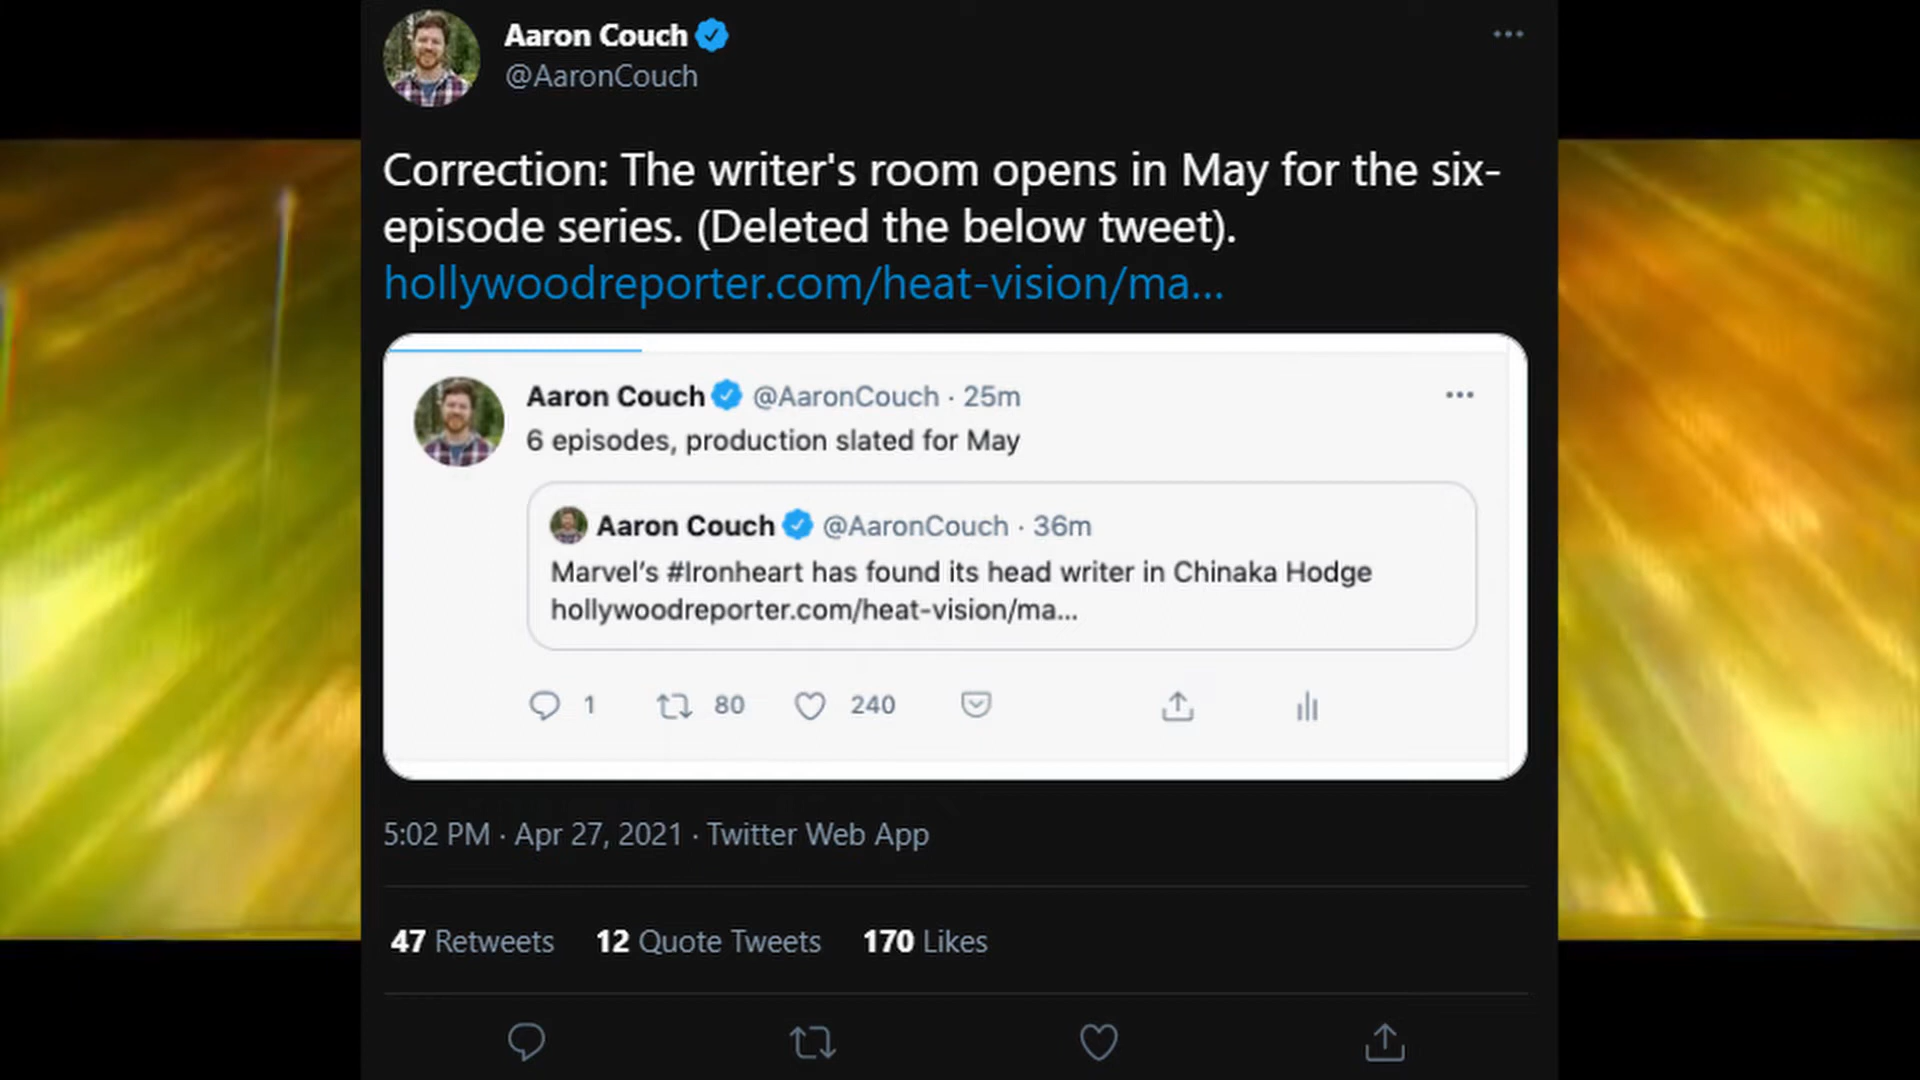 Aaron Couch
@AaronCouch
Correction: The writer's room opens in May for the six-
episode series. (Deleted the below tweet).
hollywoodreporter.com/heat-vision/ma...
Aaron Couch @AaronCouch · 25m
6 episodes, production slated for May
Aaron Couch @AaronCouch · 36m
Marvel's #Ironheart has found its head writer in Chinaka Hodge
hollywoodreporter.com/heat-vision/ma...
1 80 240
5:02 PM · Apr 27, 2021 · Twitter Web App
47 Retweets 12 Quote Tweets 170 Likes